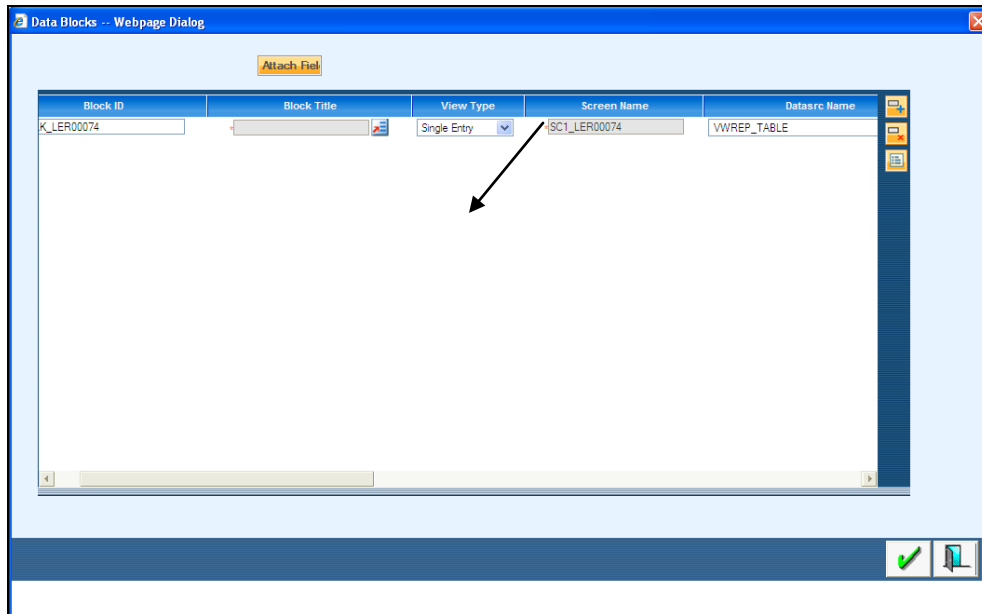 Data Blocks -- Webpage Dialog
Attach Fiel
Block ID Block Title View Type Screen Name Datasrc Name
K_LER00074 Single Entry SC1_LER00074 VWREP_TABLE